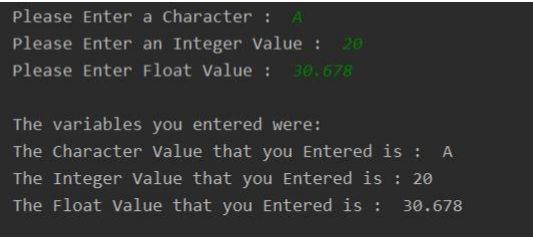 Please Enter a Character :  A
Please Enter an Integer Value :  20
Please Enter Float Value :  30.678
The variables you entered were:
The Character Value that you Entered is :  A
The Integer Value that you Entered is : 20
The Float Value that you Entered is :  30.678